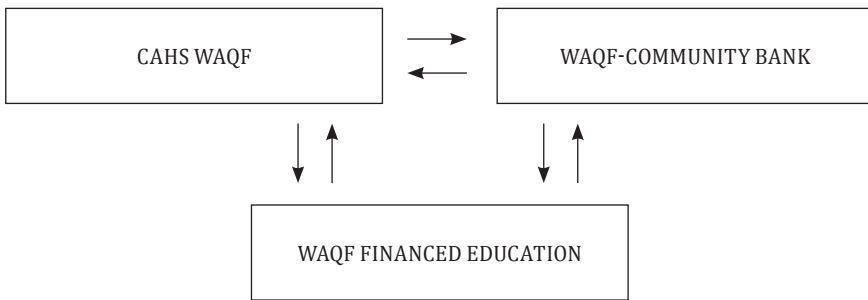 CAHS WAQF
WAQF-COMMUNITY BANK
WAQF FINANCED EDUCATION